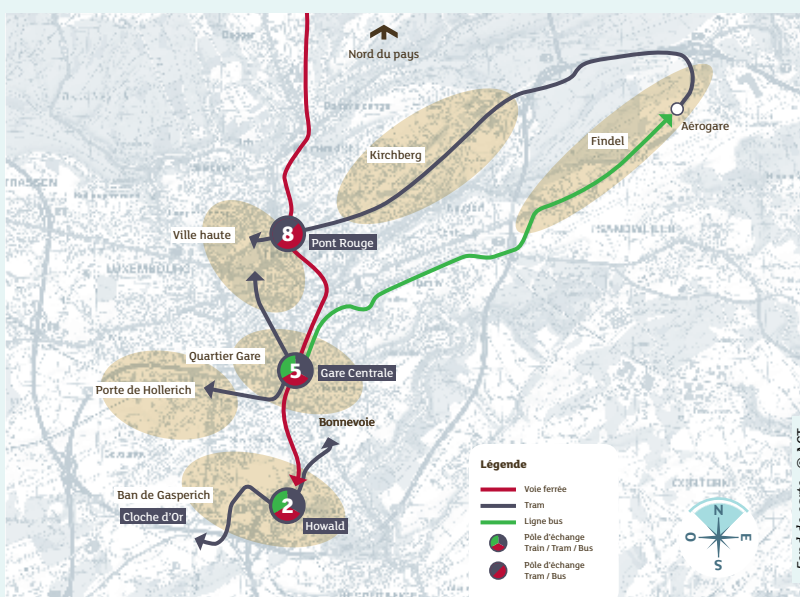 Nord du pays
Aérogare
Findel
Kirchberg
Ville haute
8
Pont Rouge
LUXEMBOURG
Quartier Gare
5
Gare Centrale
Porte de Hollerich
Bonnevoie
Ban de Gasperich
Cloche d'Or
2
Howald
Légende
Voie ferrée
Tram
Ligne bus
Pôle d'échange
Train / Tram / Bus
Pôle d'échange
Tram / Bus
N
O
E
S